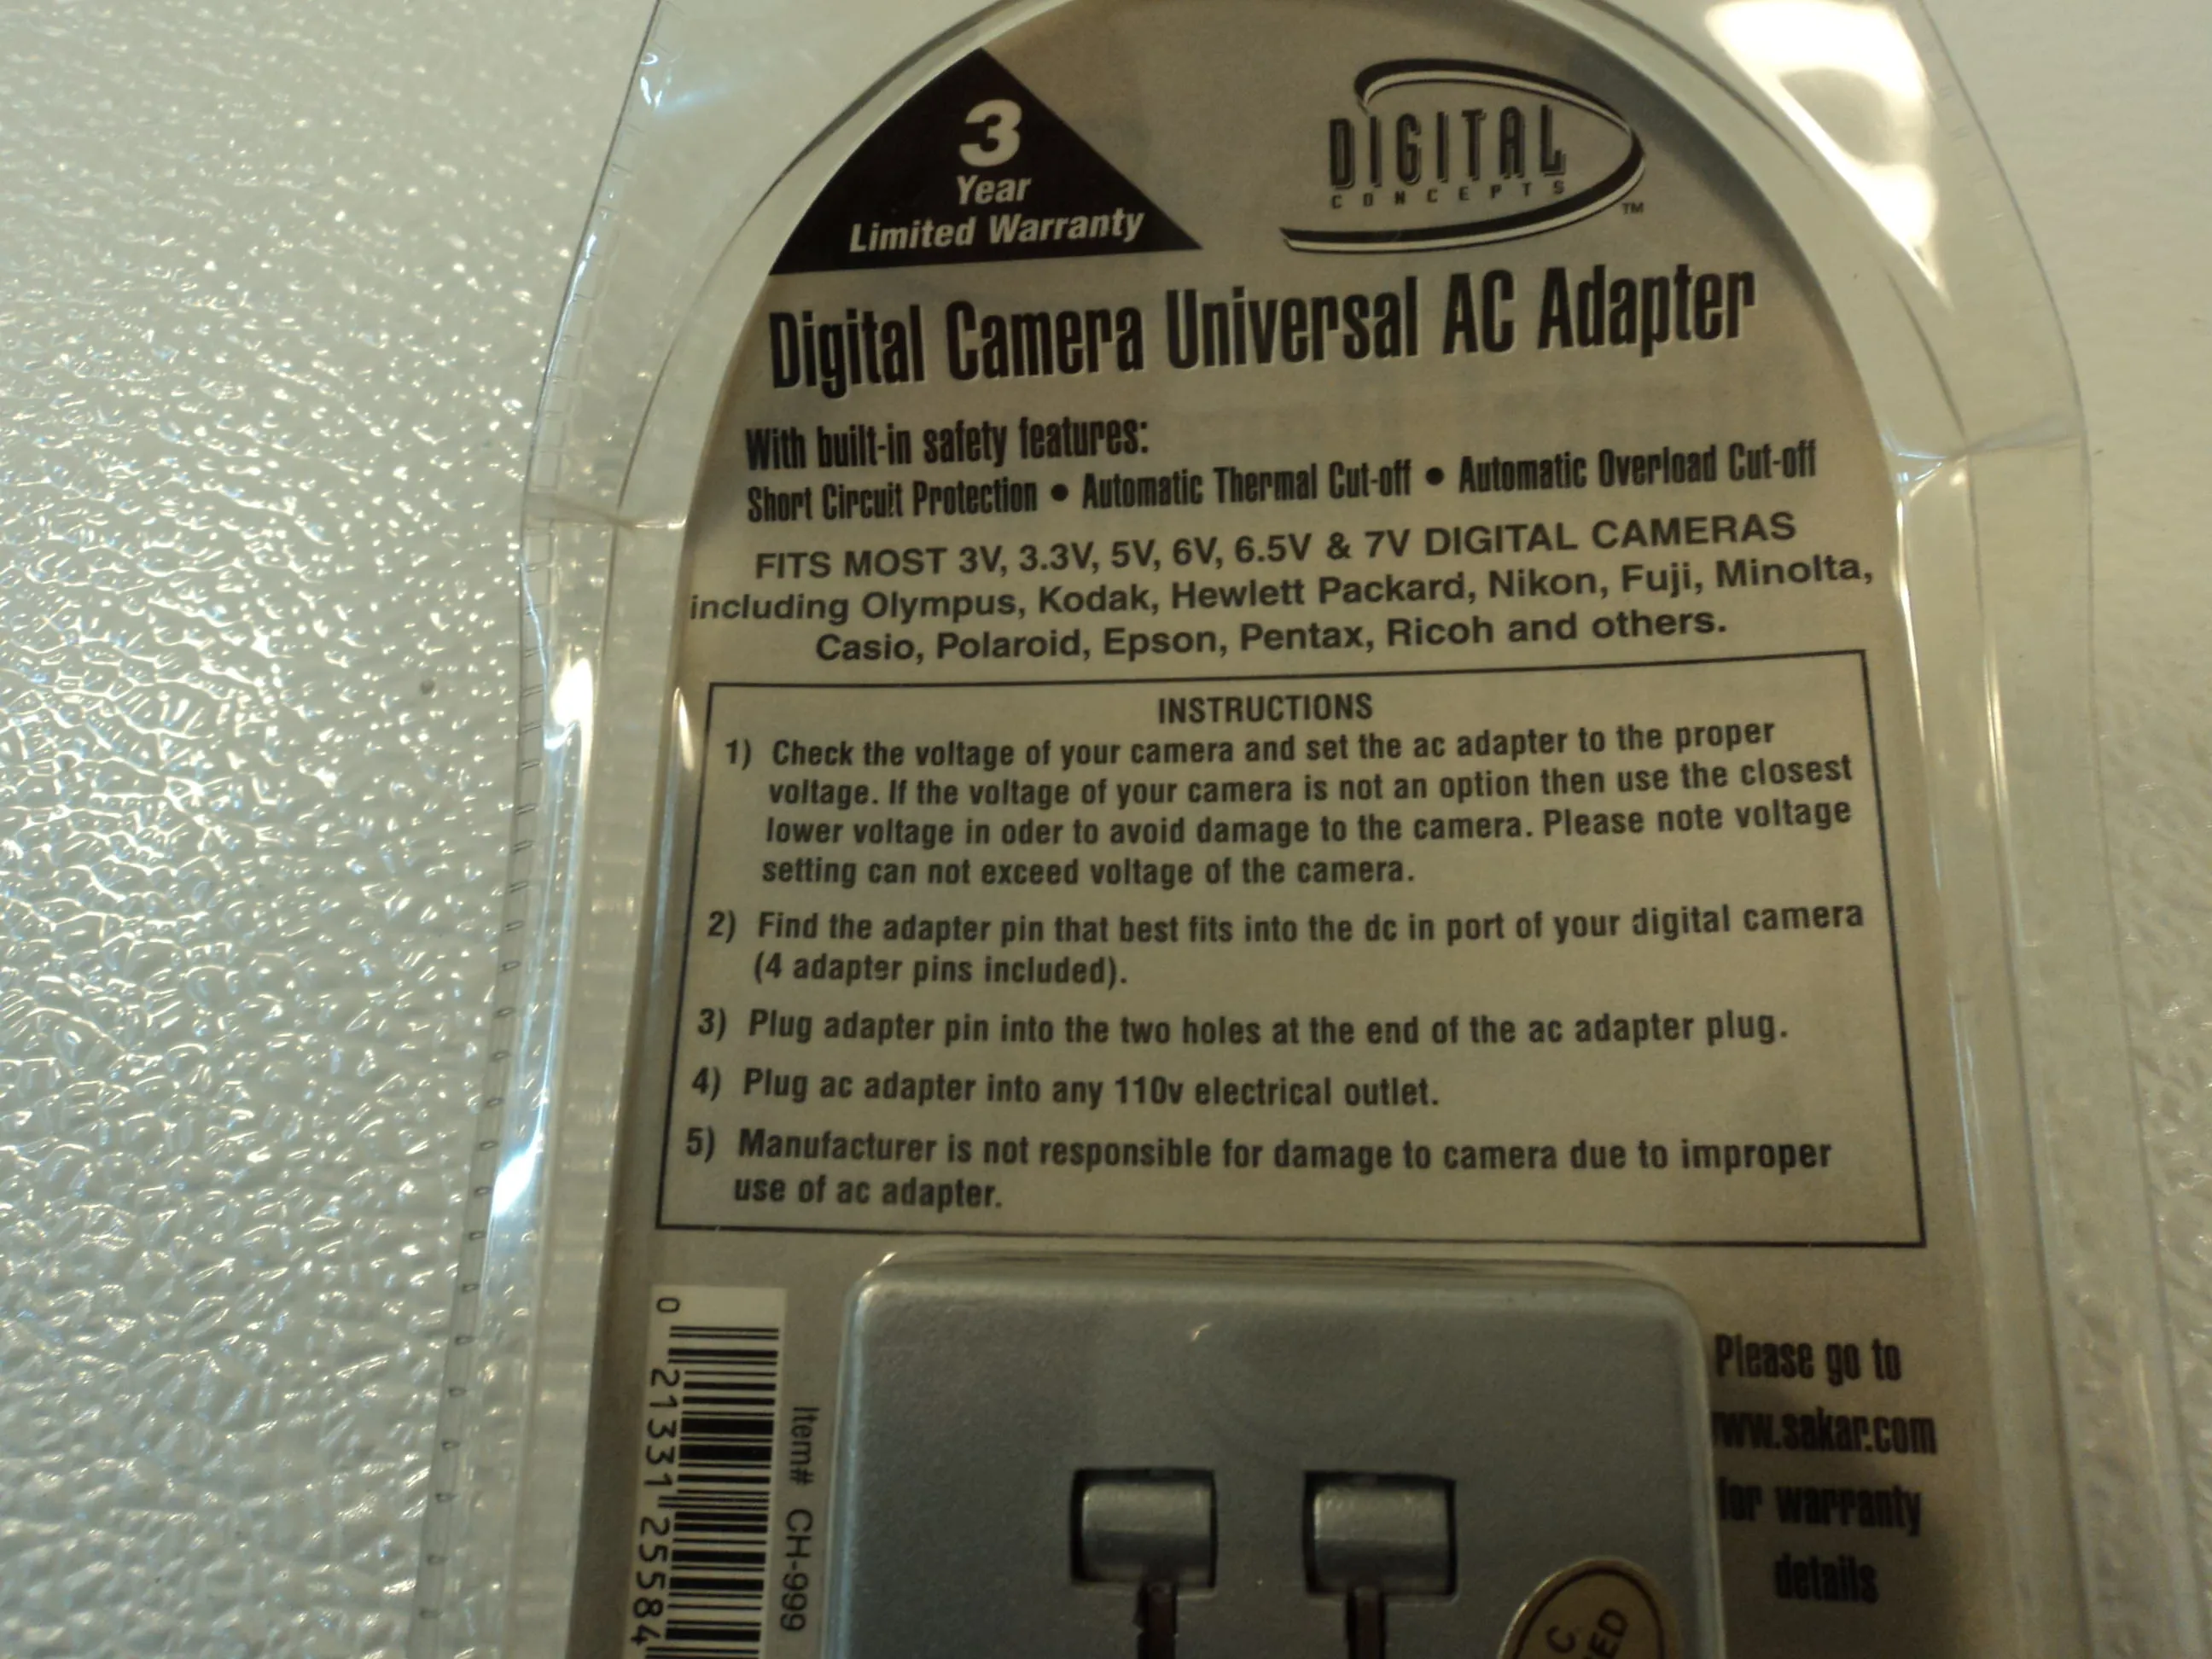 3
Year
Limited Warranty
DIGITAL
CONCEPTS
TM
Digital Camera Universal AC Adapter
With built-in safety features:
Short Circuit Protection • Automatic Thermal Cut-off • Automatic Overload Cut-off
FITS MOST 3V, 3.3V, 5V, 6V, 6.5V & 7V DIGITAL CAMERAS
including Olympus, Kodak, Hewlett Packard, Nikon, Fuji, Minolta,
Casio, Polaroid, Epson, Pentax, Ricoh and others.
INSTRUCTIONS
1) Check the voltage of your camera and set the ac adapter to the proper
voltage. If the voltage of your camera is not an option then use the closest
lower voltage in oder to avoid damage to the camera. Please note voltage
setting can not exceed voltage of the camera.
2) Find the adapter pin that best fits into the dc in port of your digital camera
(4 adapter pins included).
3) Plug adapter pin into the two holes at the end of the ac adapter plug.
4) Plug ac adapter into any 110v electrical outlet.
5) Manufacturer is not responsible for damage to camera due to improper
use of ac adapter.
0 21331 25584
Item# CH-999
Please go to
www.sakar.com
for warranty
details